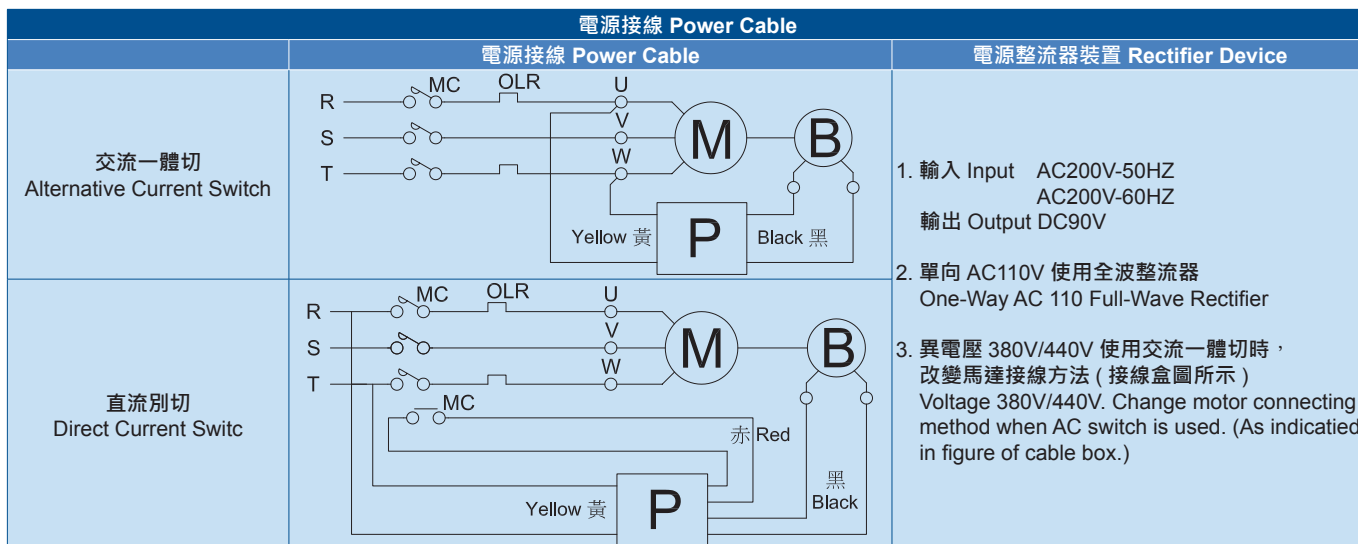 電源接線 Power Cable
電源接線 Power Cable
電源整流器裝置 Rectifier Device
交流一體切
Alternative Current Switch
R
MC
OLR
U
S
V
T
W
M
B
P
Yellow 黃
Black 黑
直流別切
Direct Current Switc
R
MC
OLR
U
S
V
T
W
M
B
MC
赤 Red
黑
Black
Yellow 黃
P
1. 輸入 Input AC200V-50HZ
AC200V-60HZ
輸出 Output DC90V
2. 單向 AC110V 使用全波整流器
One-Way AC 110 Full-Wave Rectifier
3. 異電壓 380V/440V 使用交流一體切時，
改變馬達接線方法 ( 接線盒圖所示 )
Voltage 380V/440V. Change motor connecting
method when AC switch is used. (As indicatied
in figure of cable box.)